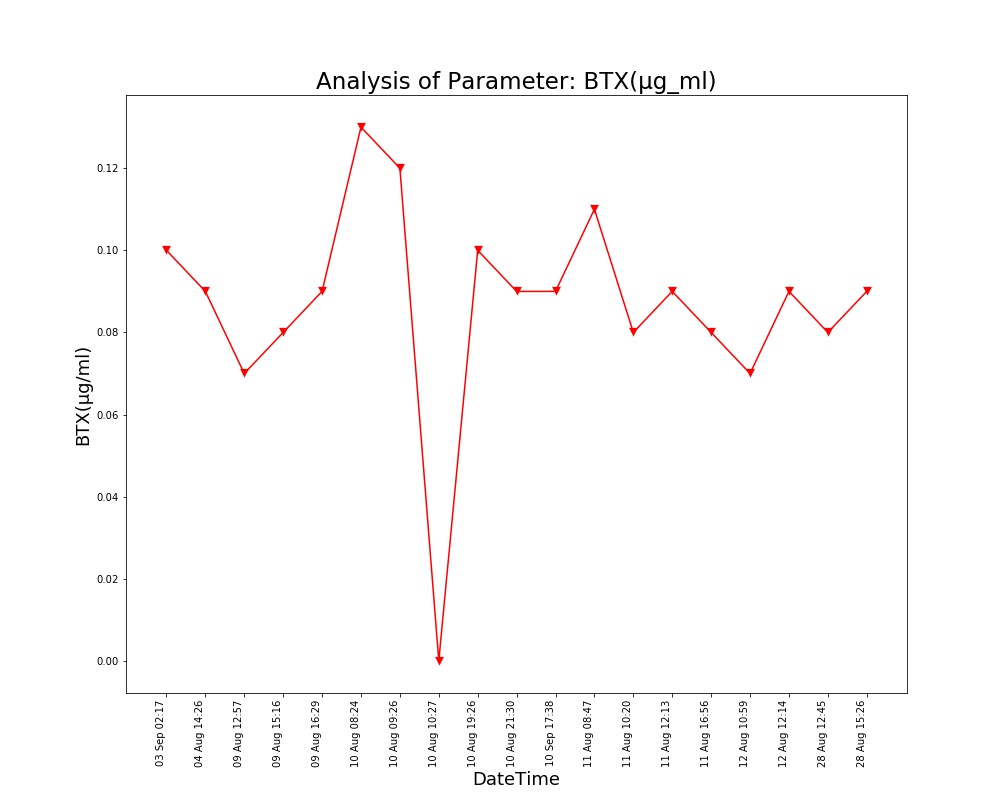 Analysis of Parameter: BTX(μg_ml)
BTX(μg/ml)
0.12
0.10
0.08
0.06
0.04
0.02
0.00
03 Sep 02:17
04 Aug 14:26
09 Aug 12:57
09 Aug 15:16
09 Aug 16:29
10 Aug 08:24
10 Aug 09:26
10 Aug 10:27
10 Aug 19:26
10 Aug 21:30
10 Sep 17:38
11 Aug 08:47
11 Aug 10:20
11 Aug 12:13
11 Aug 16:56
12 Aug 10:59
12 Aug 12:14
28 Aug 12:45
28 Aug 15:26
DateTime